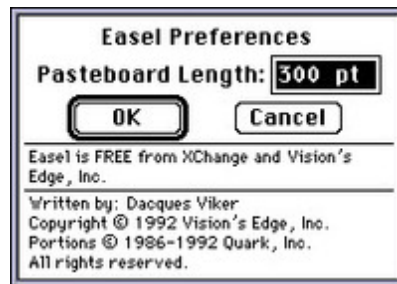 Easel Preferences
Pasteboard Length: 300 pt
OK Cancel
Easel is FREE from XChange and Vision's
Edge, Inc.
Written by: Dacques Viker
Copyright © 1992 Vision's Edge, Inc.
Portions © 1986-1992 Quark, Inc.
All rights reserved.